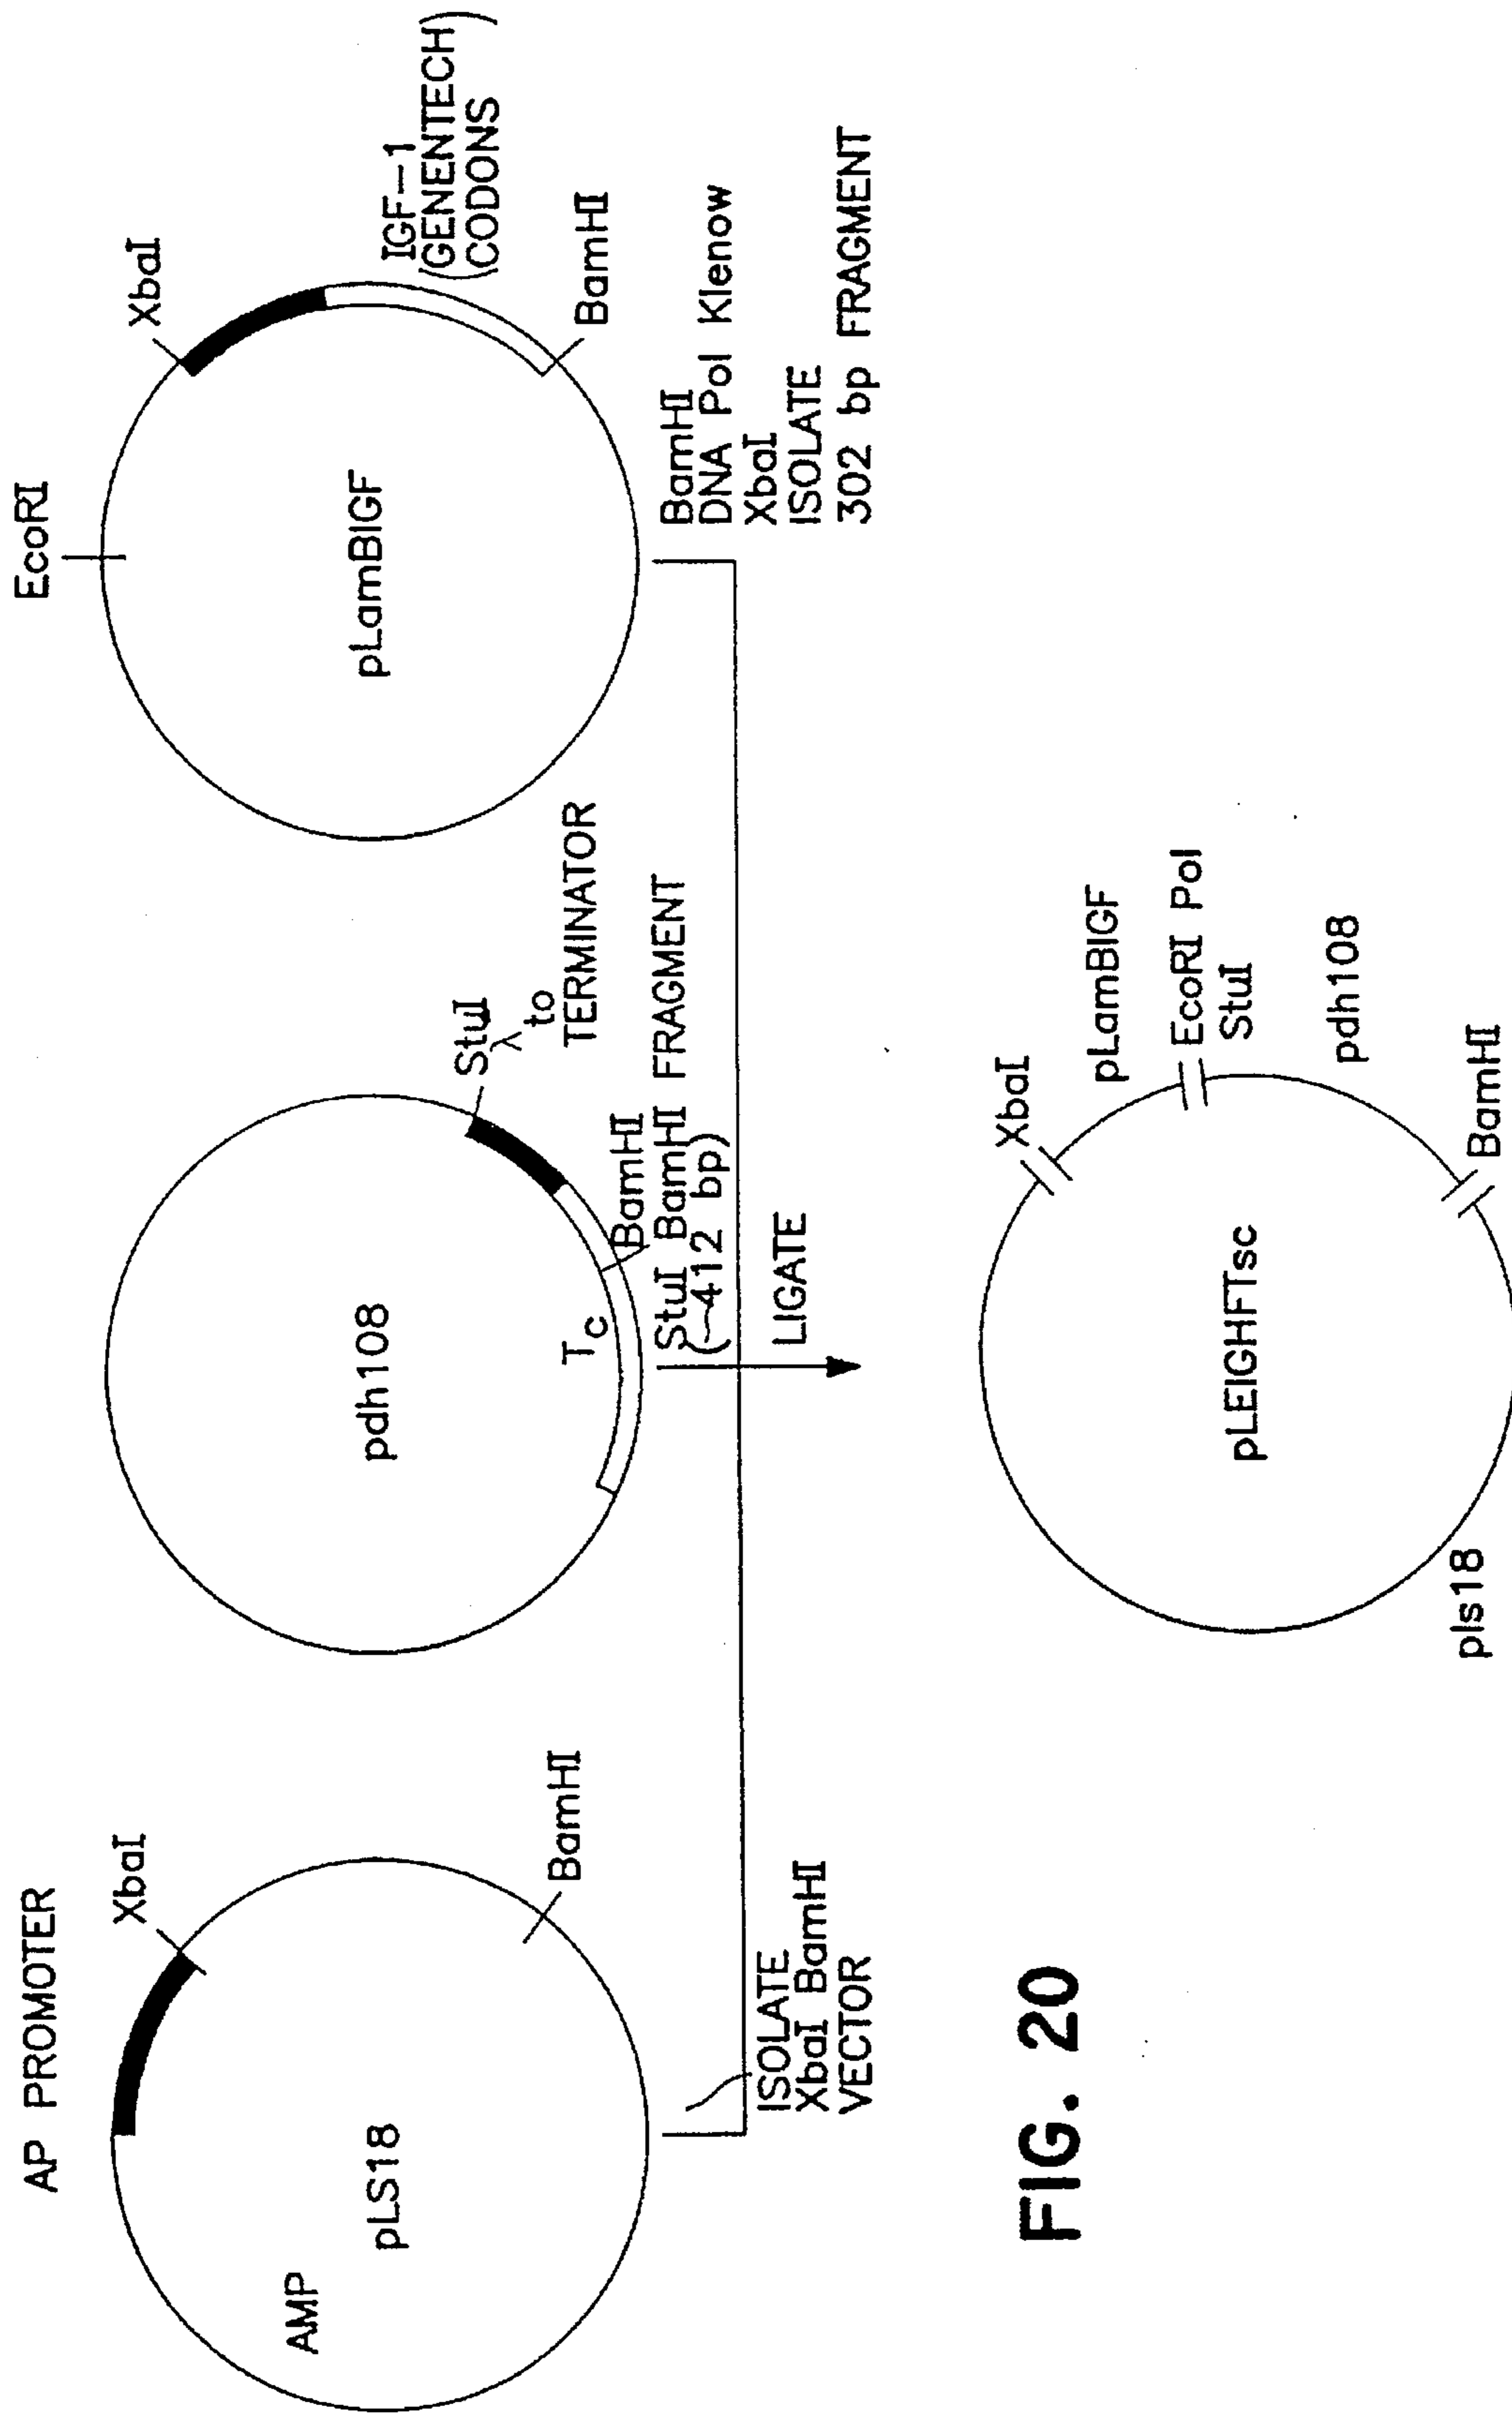 AP PROMOTER
XbaI
AMP
pLS18
BamHI
ISOLATE
XbaI BamHI
VECTOR
pdh108
StuI
λ to
TERMINATOR
Tc
BamHI
StuI BamHI FRAGMENT
(~412 bp)
LIGATE
EcoRI
XbaI
pLamBIGF
IGF-1
(GENENTECH)
(CODONS)
BamHI
BamHI
DNA Pol Klenow
XbaI
ISOLATE
302 bp FRAGMENT
XbaI
pLamBIGF
EcoRI Pol
StuI
pdh108
BamHI
pLEIGHFTsc
pls18
FIG. 20